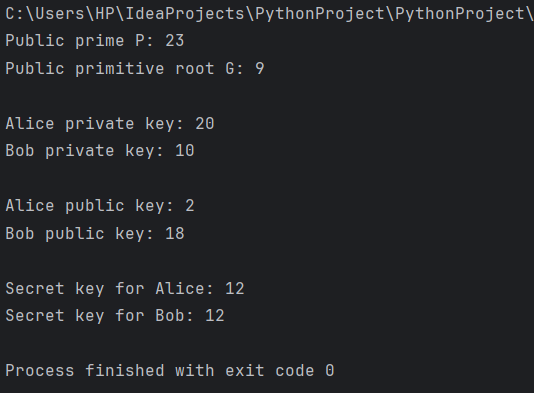 C:\Users\HP\IdeaProjects\PythonProject\PythonProject\
Public prime P: 23
Public primitive root G: 9
Alice private key: 20
Bob private key: 10
Alice public key: 2
Bob public key: 18
Secret key for Alice: 12
Secret key for Bob: 12
Process finished with exit code 0